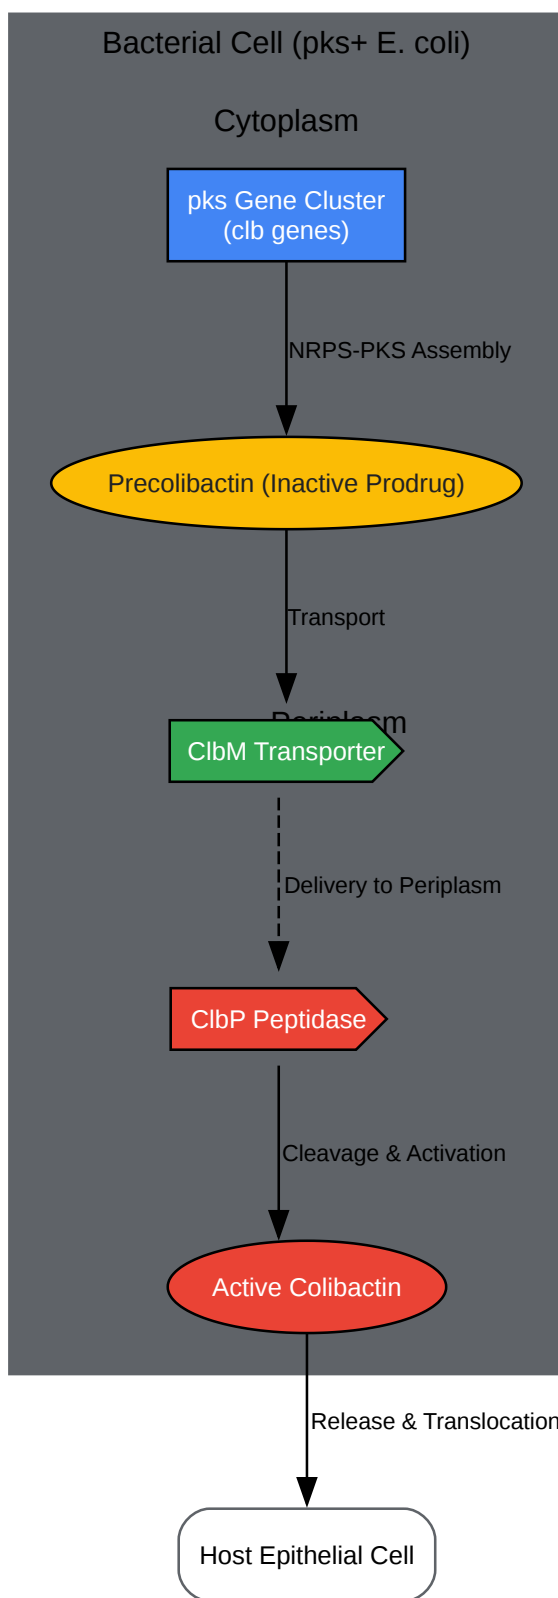 Bacterial Cell (pks+ E. coli)
Cytoplasm
pks Gene Cluster
(clb genes)
NRPS-PKS Assembly
Precolibactin (Inactive Prodrug)
Transport
Periplasm
ClbM Transporter
Delivery to Periplasm
ClbP Peptidase
Cleavage & Activation
Active Colibactin
Release & Translocation
Host Epithelial Cell